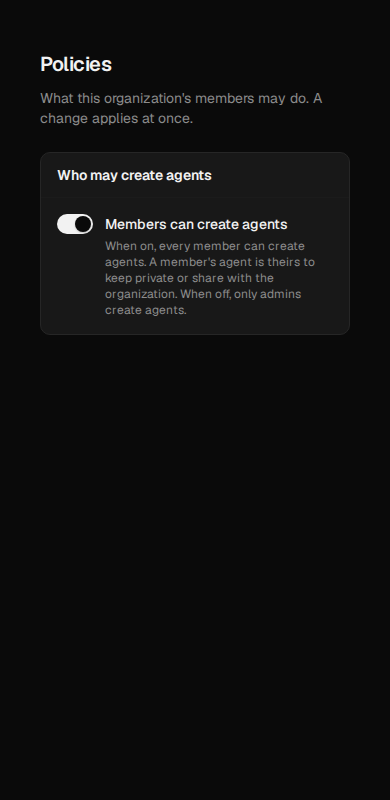 Policies
What this organization's members may do. A
change applies at once.
Who may create agents
Members can create agents
When on, every member can create
agents. A member's agent is theirs to
keep private or share with the
organization. When off, only admins
create agents.